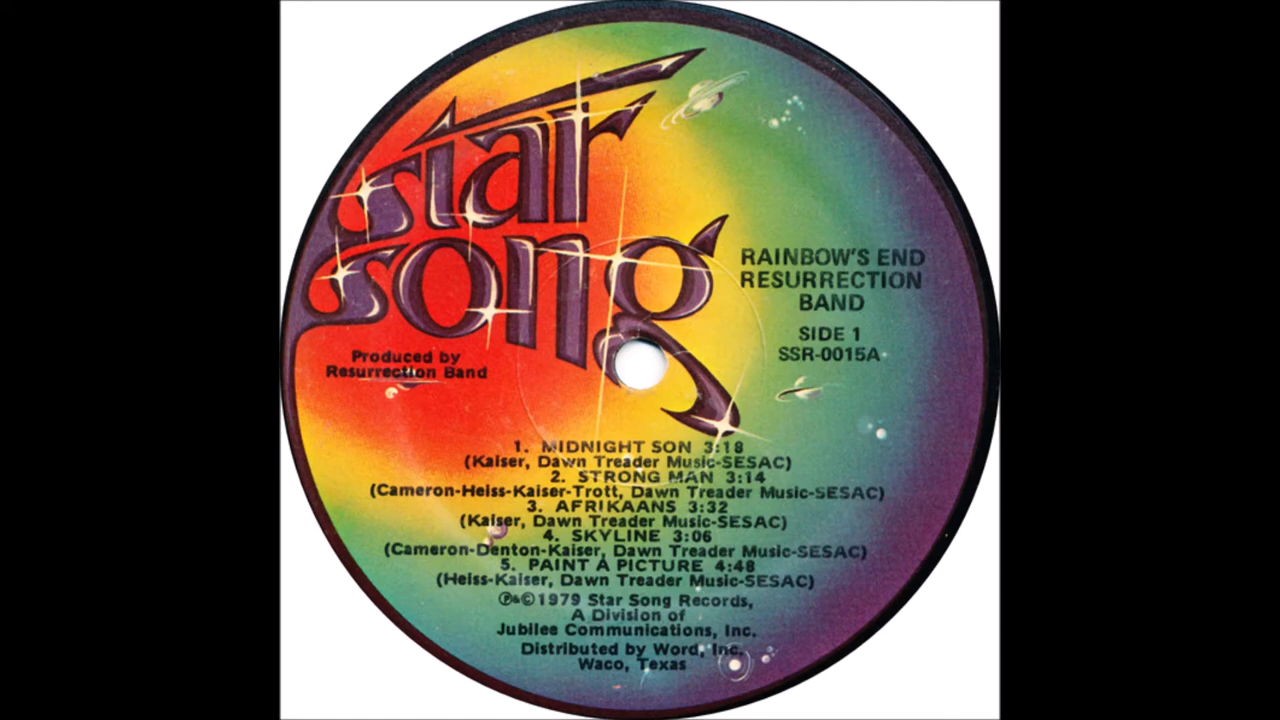 star
song
RAINBOW'S END
RESURRECTION
BAND
SIDE 1
SSR-0015A
Produced by
Resurrection Band
1. MIDNIGHT SON 3:18
(Kaiser, Dawn Treader Music-SESAC)
2. STRONG MAN 3:14
(Cameron-Heiss-Kaiser-Trott, Dawn Treader Music-SESAC)
3. AFRIKAANS 3:32
(Kaiser, Dawn Treader Music-SESAC)
4. SKYLINE 3:06
(Cameron-Denton-Kaiser, Dawn Treader Music-SESAC)
5. PAINT A PICTURE 4:48
(Heiss-Kaiser, Dawn Treader Music-SESAC)
℗&©1979 Star Song Records,
A Division of
Jubilee Communications, Inc.
Distributed by Word, Inc.
Waco, Texas